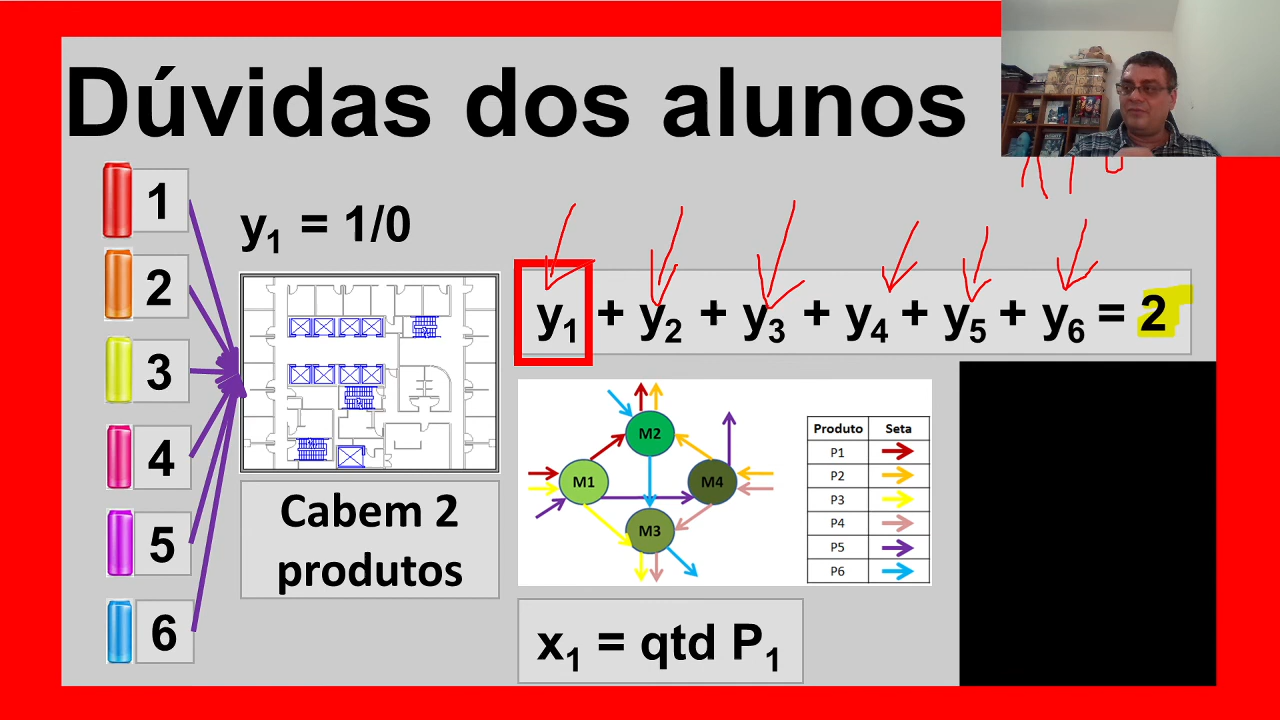 Dúvidas dos alunos
1
2
3
4
5
6
y₁ = 1/0
y₁ + y₂ + y₃ + y₄ + y₅ + y₆ = 2
Cabem 2
produtos
M2
M1
M4
M3
Produto Seta
P1
P2
P3
P4
P5
P6
x₁ = qtd P₁